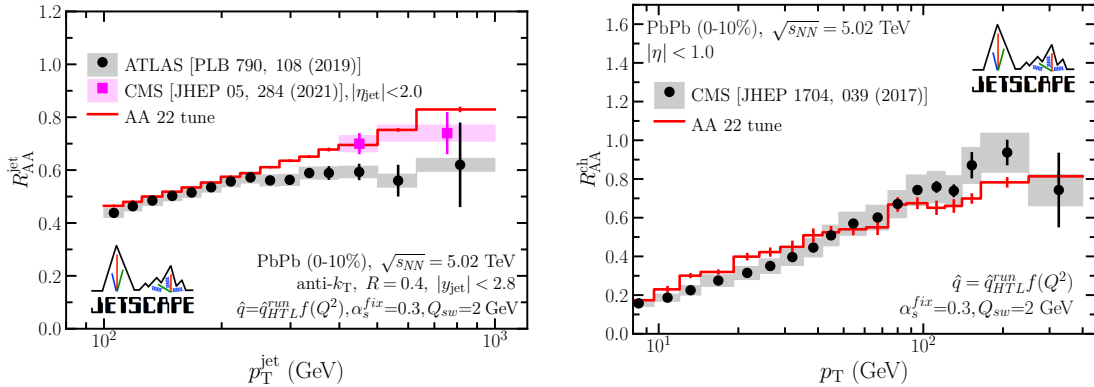 1.2
1.0
0.8
0.6
0.4
0.2
0.0
R_AA^jet
ATLAS [PLB 790, 108 (2019)]
CMS [JHEP 05, 284 (2021)],|η_jet|<2.0
AA 22 tune
JETSCAPE
PbPb (0-10%), √s_NN = 5.02 TeV
anti-k_T, R = 0.4, |y_jet| < 2.8
q̂=q̂_HTL^run f(Q²), α_s^fix=0.3, Q_sw=2 GeV
10² 10³
p_T^jet (GeV)
1.6
1.4
1.2
1.0
0.8
0.6
0.4
0.2
0.0
R_AA^ch
PbPb (0-10%), √s_NN = 5.02 TeV
|η| < 1.0
JETSCAPE
CMS [JHEP 1704, 039 (2017)]
AA 22 tune
q̂ = q̂_HTL^run f(Q²)
α_s^fix=0.3, Q_sw=2 GeV
10¹ 10²
p_T (GeV)